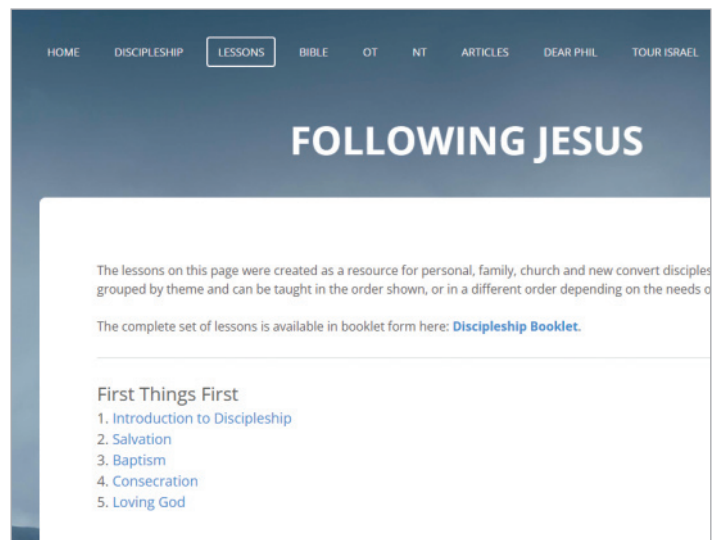 HOME DISCIPLESHIP LESSONS BIBLE OT NT ARTICLES DEAR PHIL TOUR ISRAEL
FOLLOWING JESUS
The lessons on this page were created as a resource for personal, family, church and new convert
grouped by theme and can be taught in the order shown, or in a different order depending on the needs
The complete set of lessons is available in booklet form here: Discipleship Booklet.
First Things First
1. Introduction to Discipleship
2. Salvation
3. Baptism
4. Consecration
5. Loving God